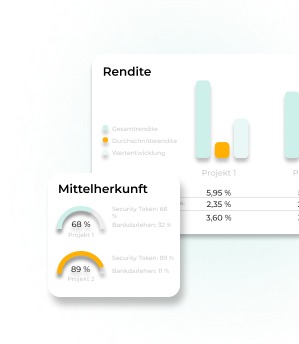 Rendite
Gesamtrendite
Durchschnittsrendite
Wertentwicklung
Projekt 1
P
5,95 %
2,35 %
3,60 %
Mittelherkunft
68 %
Projekt 1
Security Token: 68
%
Bankdarlehen: 32 %
89 %
Projekt 2
Security Token: 89 %
Bankdarlehen: 11 %